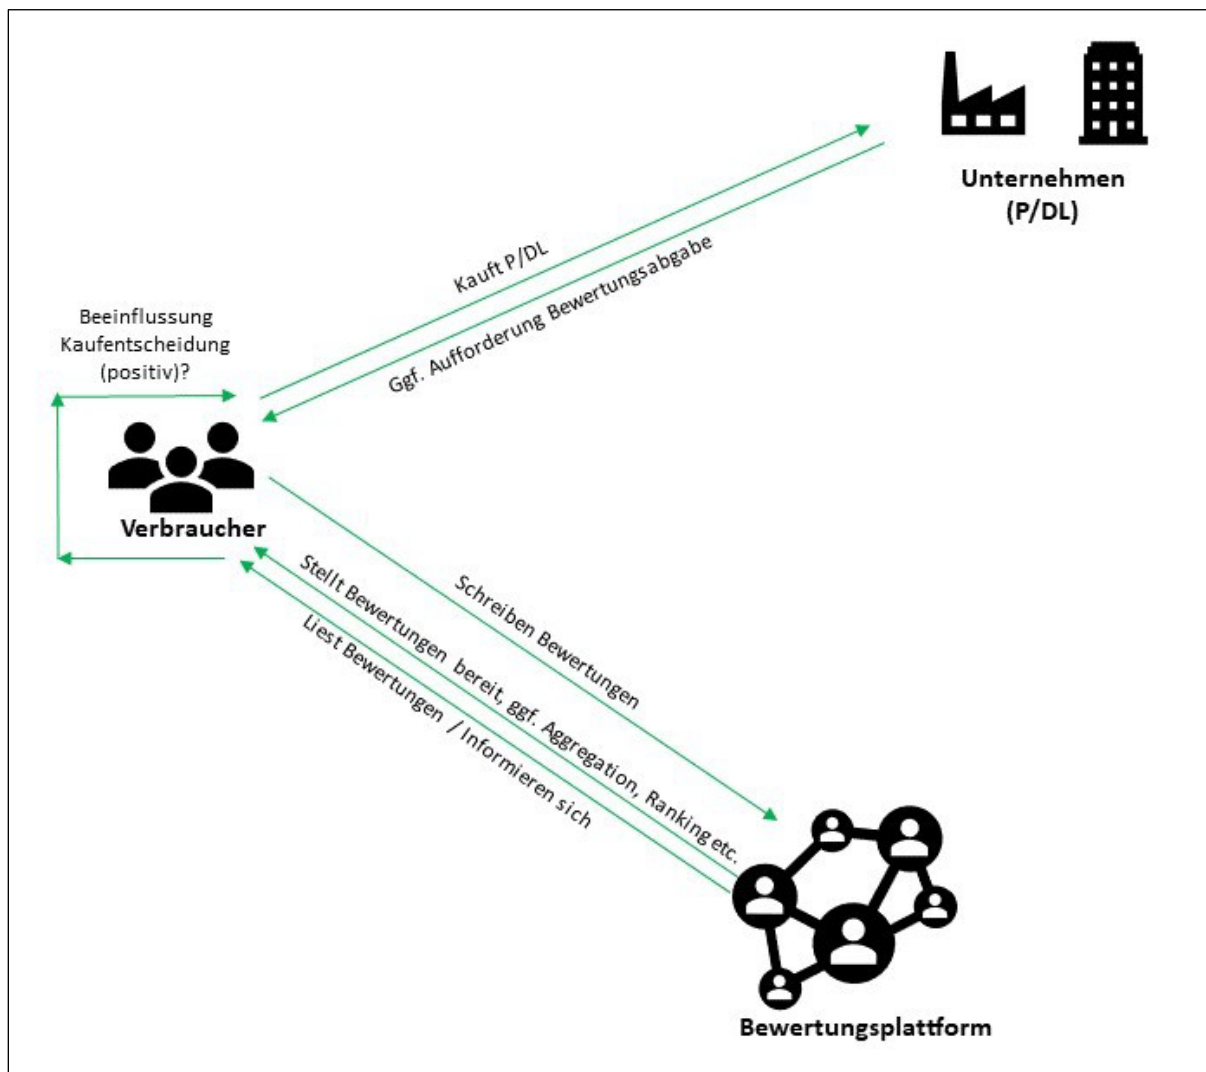 Unternehmen
(P/DL)
Kauft P/DL
Ggf. Aufforderung Bewertungsabgabe
Beeinflussung
Kaufentscheidung
(positiv)?
Verbraucher
Schreiben Bewertungen
Stellt Bewertungen bereit, ggf. Aggregation, Ranking etc.
Liest Bewertungen / Informieren sich
Bewertungsplattform